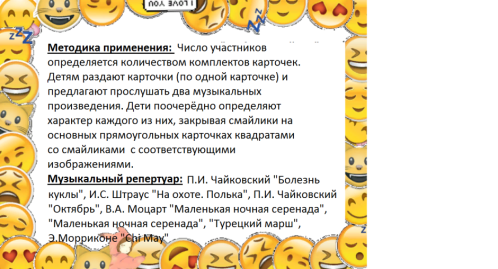 I LOVE YOU
Методика применения: Число участников
определяется количеством комплектов карточек.
Детям раздают карточки (по одной карточке) и
предлагают прослушать два музыкальных
произведения. Дети поочерёдно определяют
характер каждого из них, закрывая смайлики на
основных прямоугольных карточках квадратами
со смайликами с соответствующими
изображениями.
Музыкальный репертуар: П.И. Чайковский "Болезнь
куклы", И.С. Штраус "На охоте. Полька", П.И. Чайковский
"Октябрь", В.А. Моцарт "Маленькая ночная серенада",
"Маленькая ночная серенада", "Турецкий марш",
Э.Морриконе "Chi May"